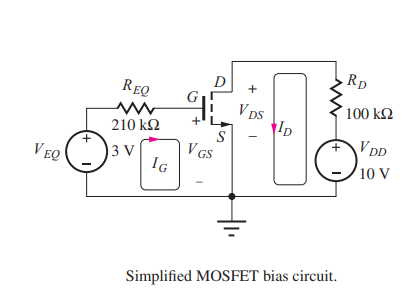 R_EQ
210 kΩ
V_EQ
+
-
3 V
I_G
G
D
S
+
V_GS
-
+
V_DS
-
I_D
R_D
100 kΩ
+
-
V_DD
10 V
Simplified MOSFET bias circuit.